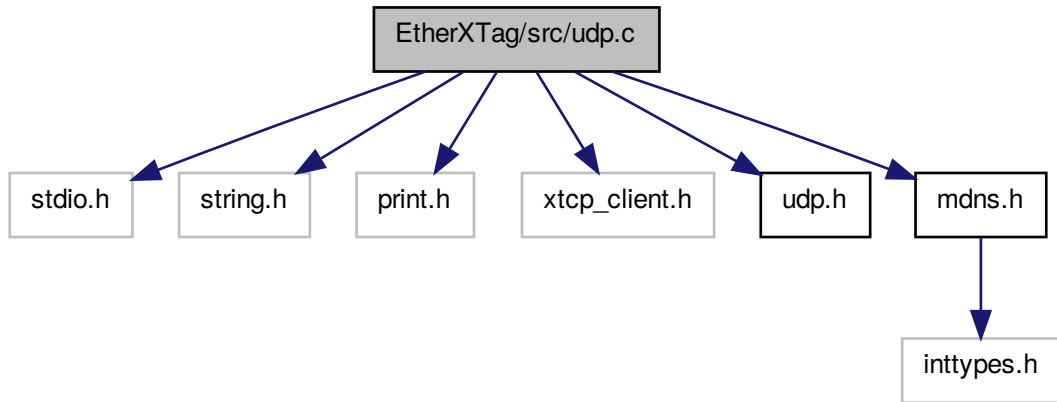 EtherXTag/src/udp.c
stdio.h
string.h
print.h
xtcp_client.h
udp.h
mdns.h
inttypes.h